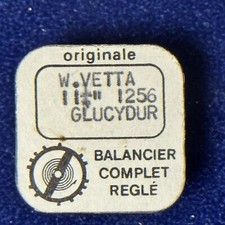 originale
W.VETTA
11½''' 1256
GLUCYDUR
BALANCIER
COMPLET
REGLÉ